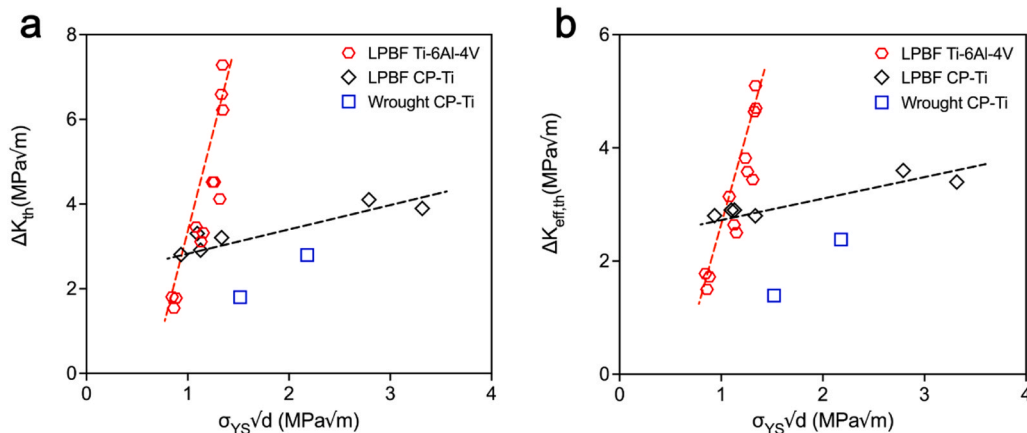 a
8
6
4
2
0
ΔKth(MPa√m)
0 1 2 3 4
σYS√d (MPa√m)
LPBF Ti-6Al-4V
LPBF CP-Ti
Wrought CP-Ti
b
6
4
2
0
ΔKeff,th(MPa√m)
0 1 2 3 4
σYS√d (MPa√m)
LPBF Ti-6Al-4V
LPBF CP-Ti
Wrought CP-Ti